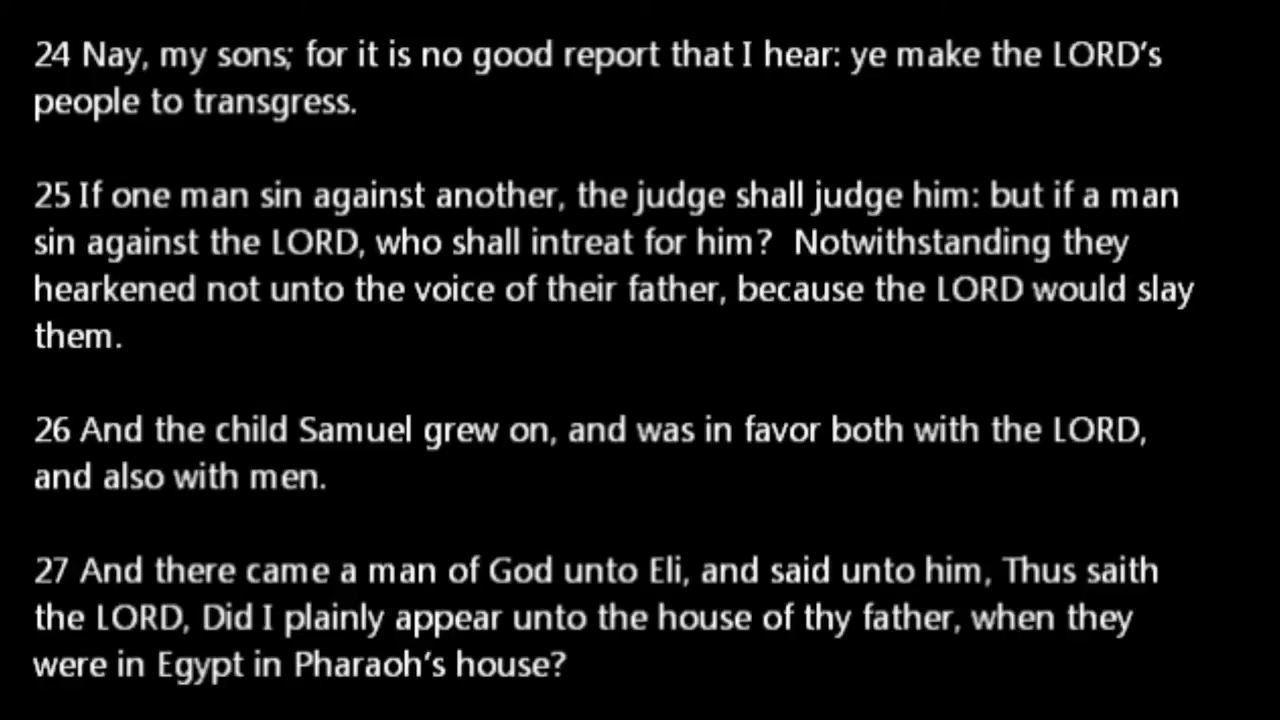 24 Nay, my sons; for it is no good report that I hear: ye make the LORD's
people to transgress.
25 If one man sin against another, the judge shall judge him: but if a man
sin against the LORD, who shall intreat for him?  Notwithstanding they
hearkened not unto the voice of their father, because the LORD would slay
them.
26 And the child Samuel grew on, and was in favor both with the LORD,
and also with men.
27 And there came a man of God unto Eli, and said unto him, Thus saith
the LORD, Did I plainly appear unto the house of thy father, when they
were in Egypt in Pharaoh's house?